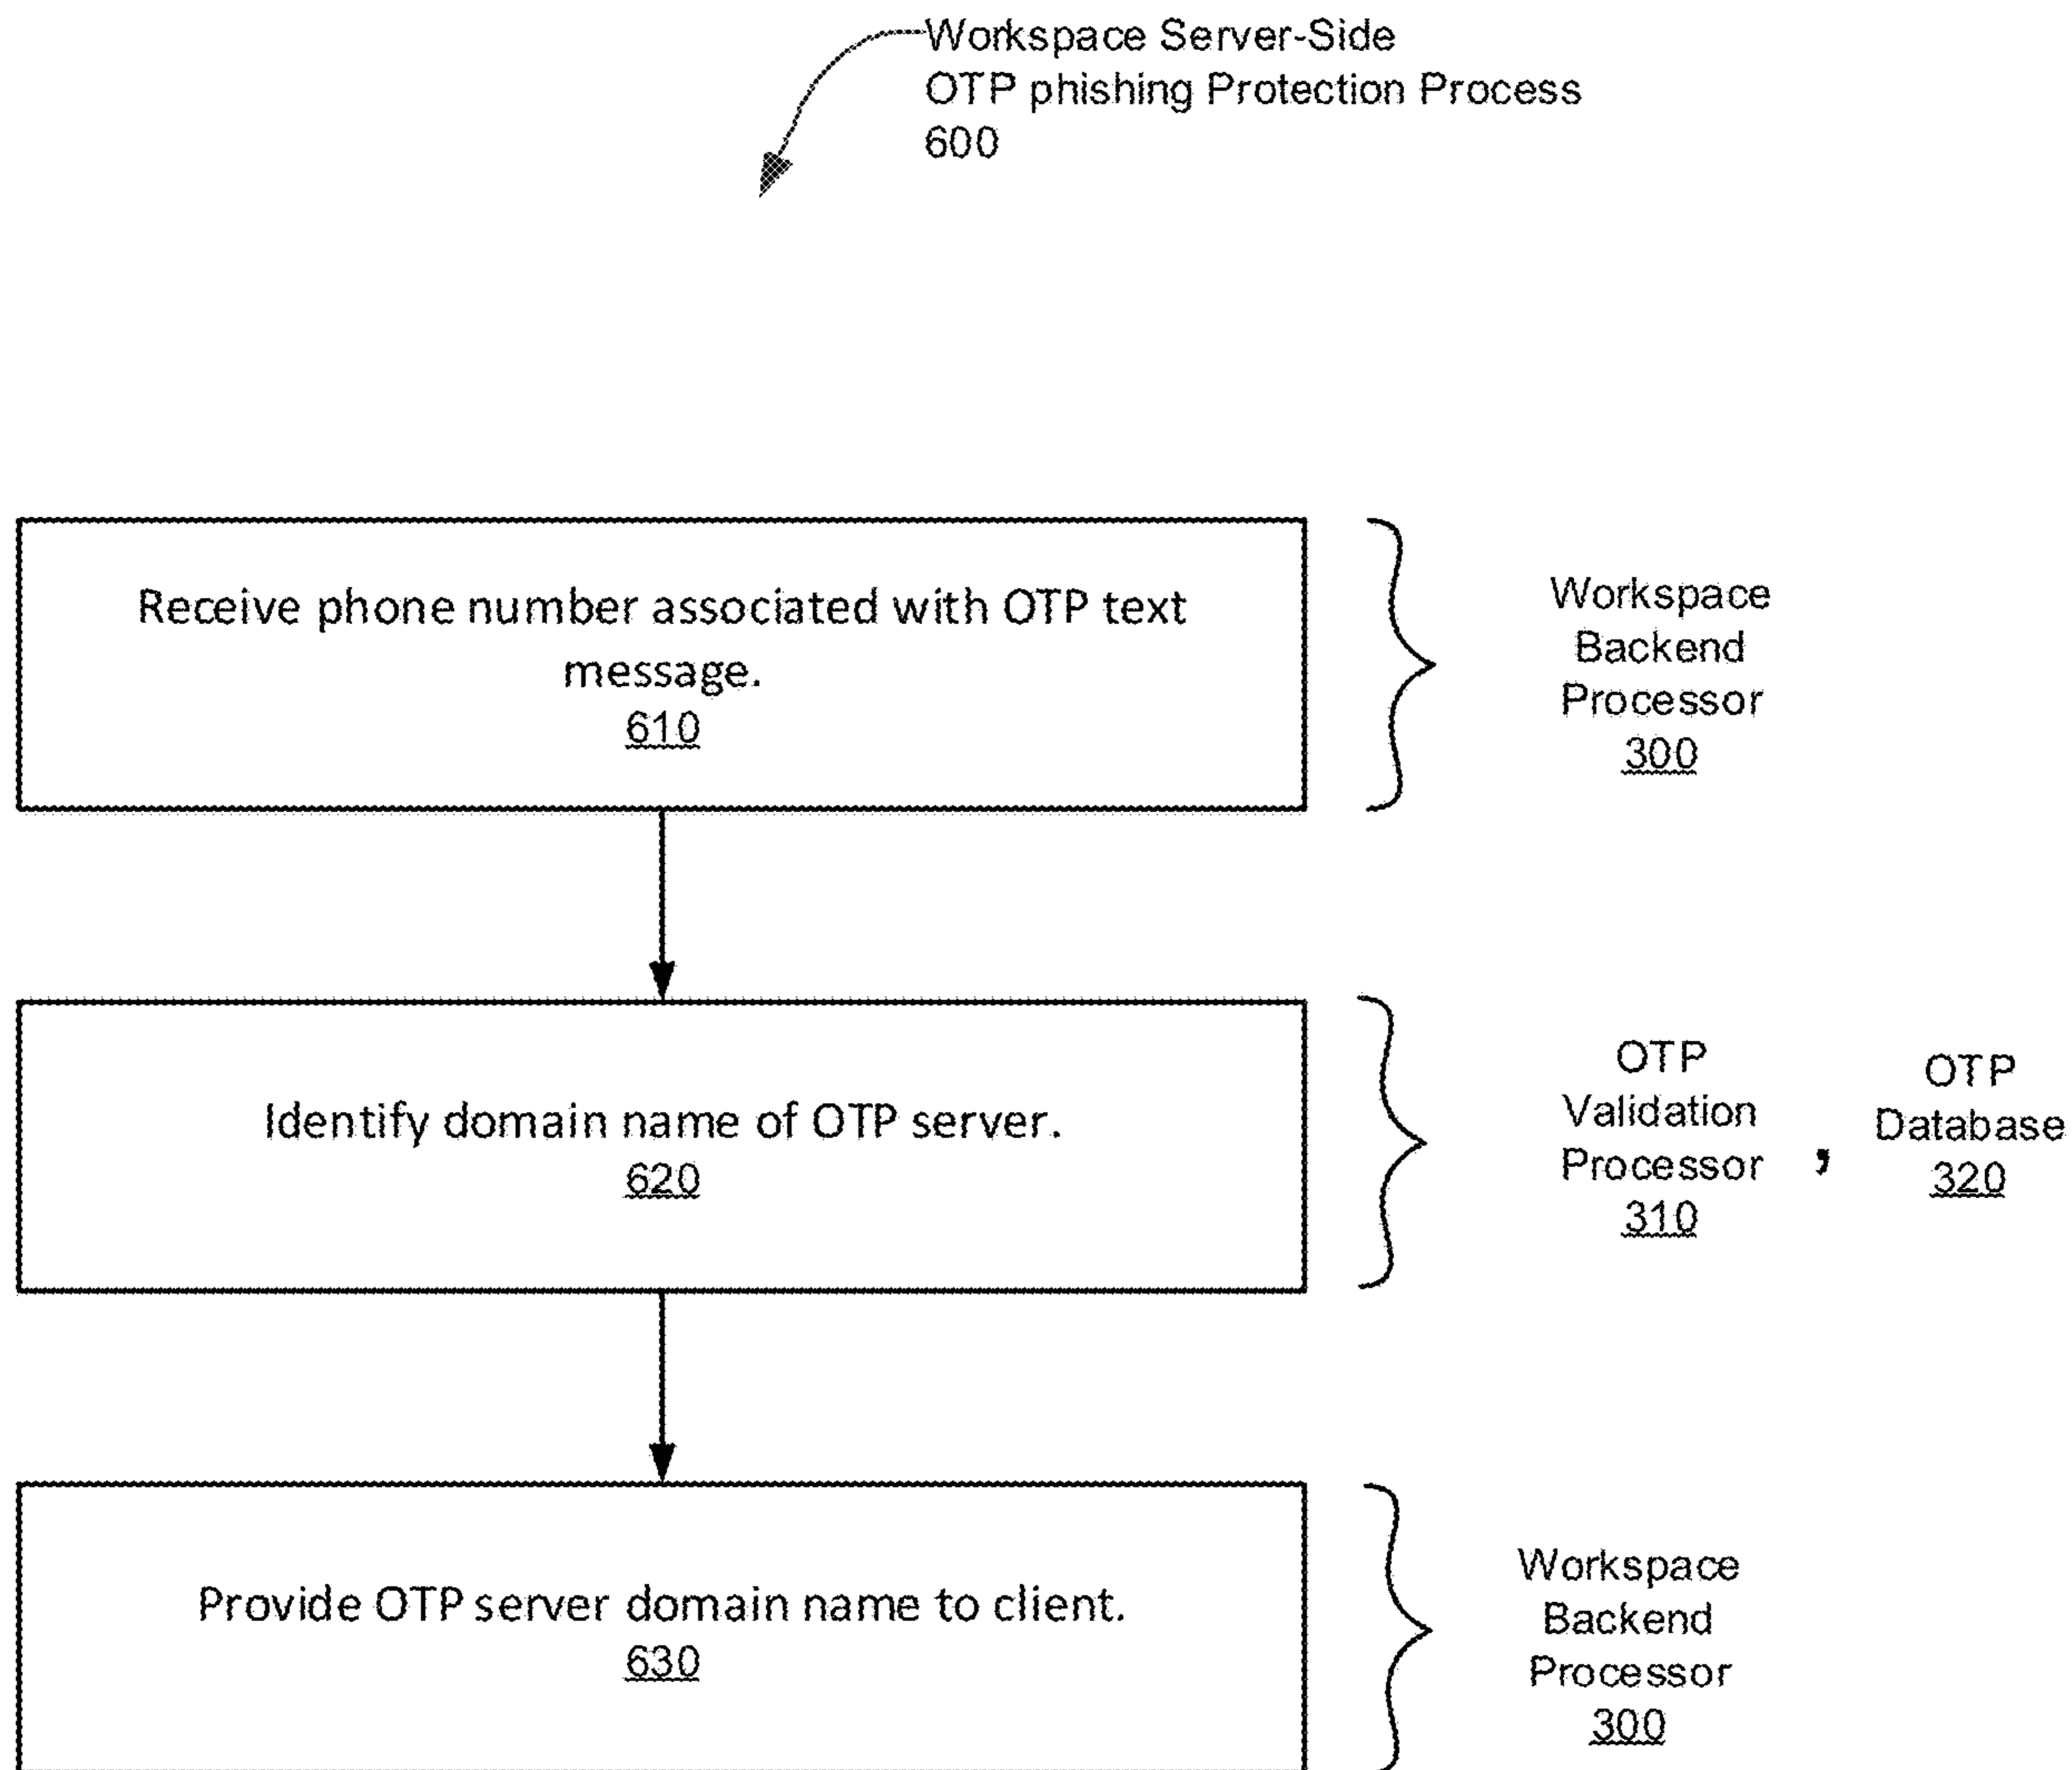 Workspace Server-Side
OTP phishing Protection Process
600
Receive phone number associated with OTP text
message.
610
Workspace
Backend
Processor
300
Identify domain name of OTP server.
620
OTP
Validation
Processor
310
,
OTP
Database
320
Provide OTP server domain name to client.
630
Workspace
Backend
Processor
300